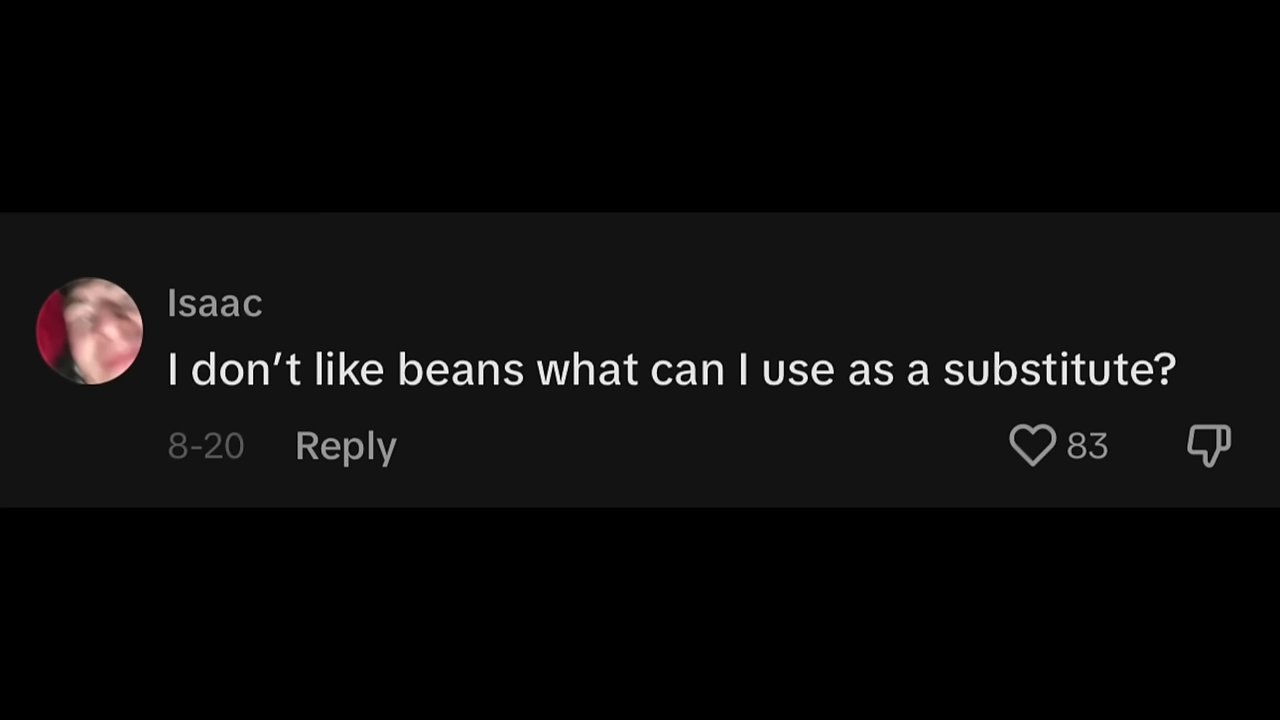 Isaac
I don’t like beans what can I use as a substitute?
8-20 Reply 83